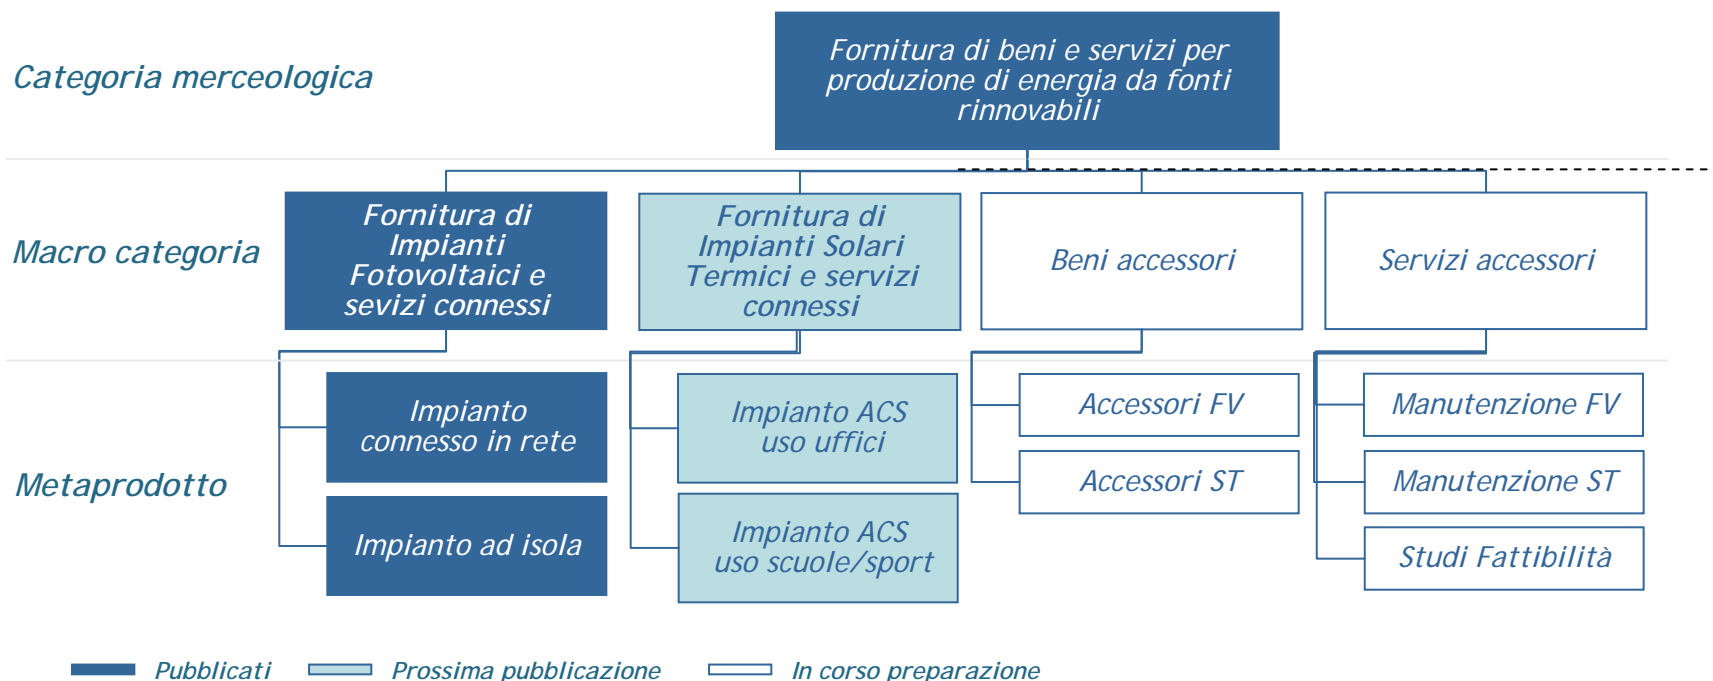 Categoria merceologica
Fornitura di beni e servizi per
produzione di energia da fonti
rinnovabili
Macro categoria
Fornitura di
Impianti
Fotovoltaici e
sevizi connessi
Fornitura di
Impianti Solari
Termici e servizi
connessi
Beni accessori
Servizi accessori
Metaprodotto
Impianto
connesso in rete
Impianto ad isola
Impianto ACS
uso uffici
Impianto ACS
uso scuole/sport
Accessori FV
Accessori ST
Manutenzione FV
Manutenzione ST
Studi Fattibilità
Pubblicati
Prossima pubblicazione
In corso preparazione